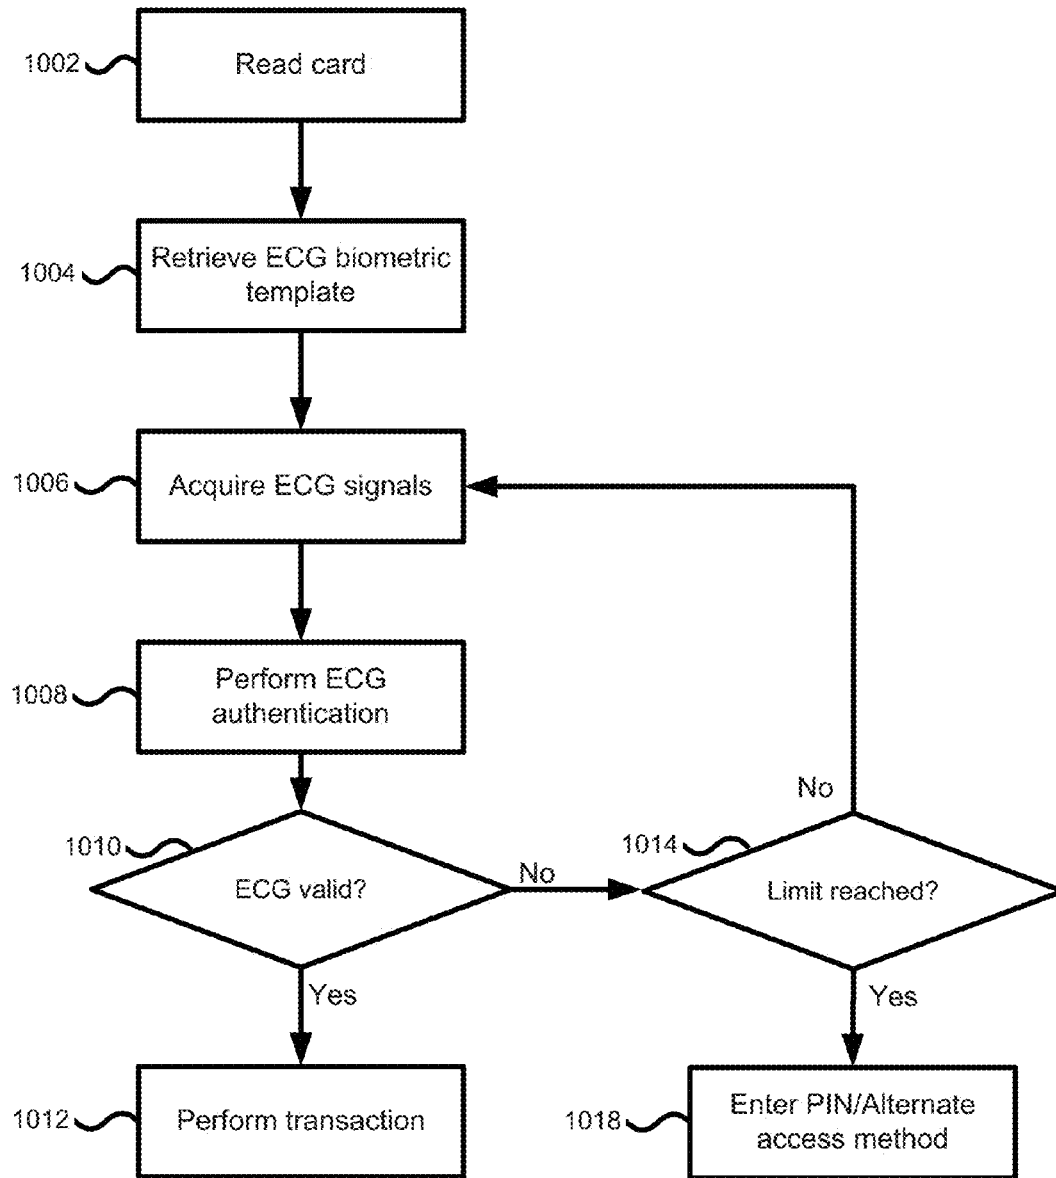 1002
Read card
1004
Retrieve ECG biometric
template
1006
Acquire ECG signals
1008
Perform ECG
authentication
1010
ECG valid?
No
1014
Limit reached?
No
Yes
Yes
1012
Perform transaction
1018
Enter PIN/Alternate
access method